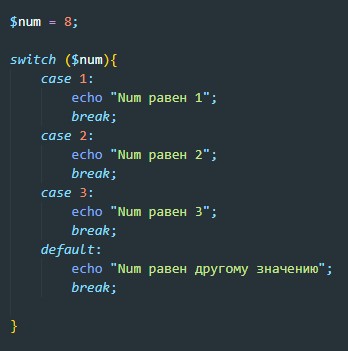 $num = 8;
switch ($num){
case 1:
echo "Num равен 1";
break;
case 2:
echo "Num равен 2";
break;
case 3:
echo "Num равен 3";
break;
default:
echo "Num равен другому значению";
break;
}